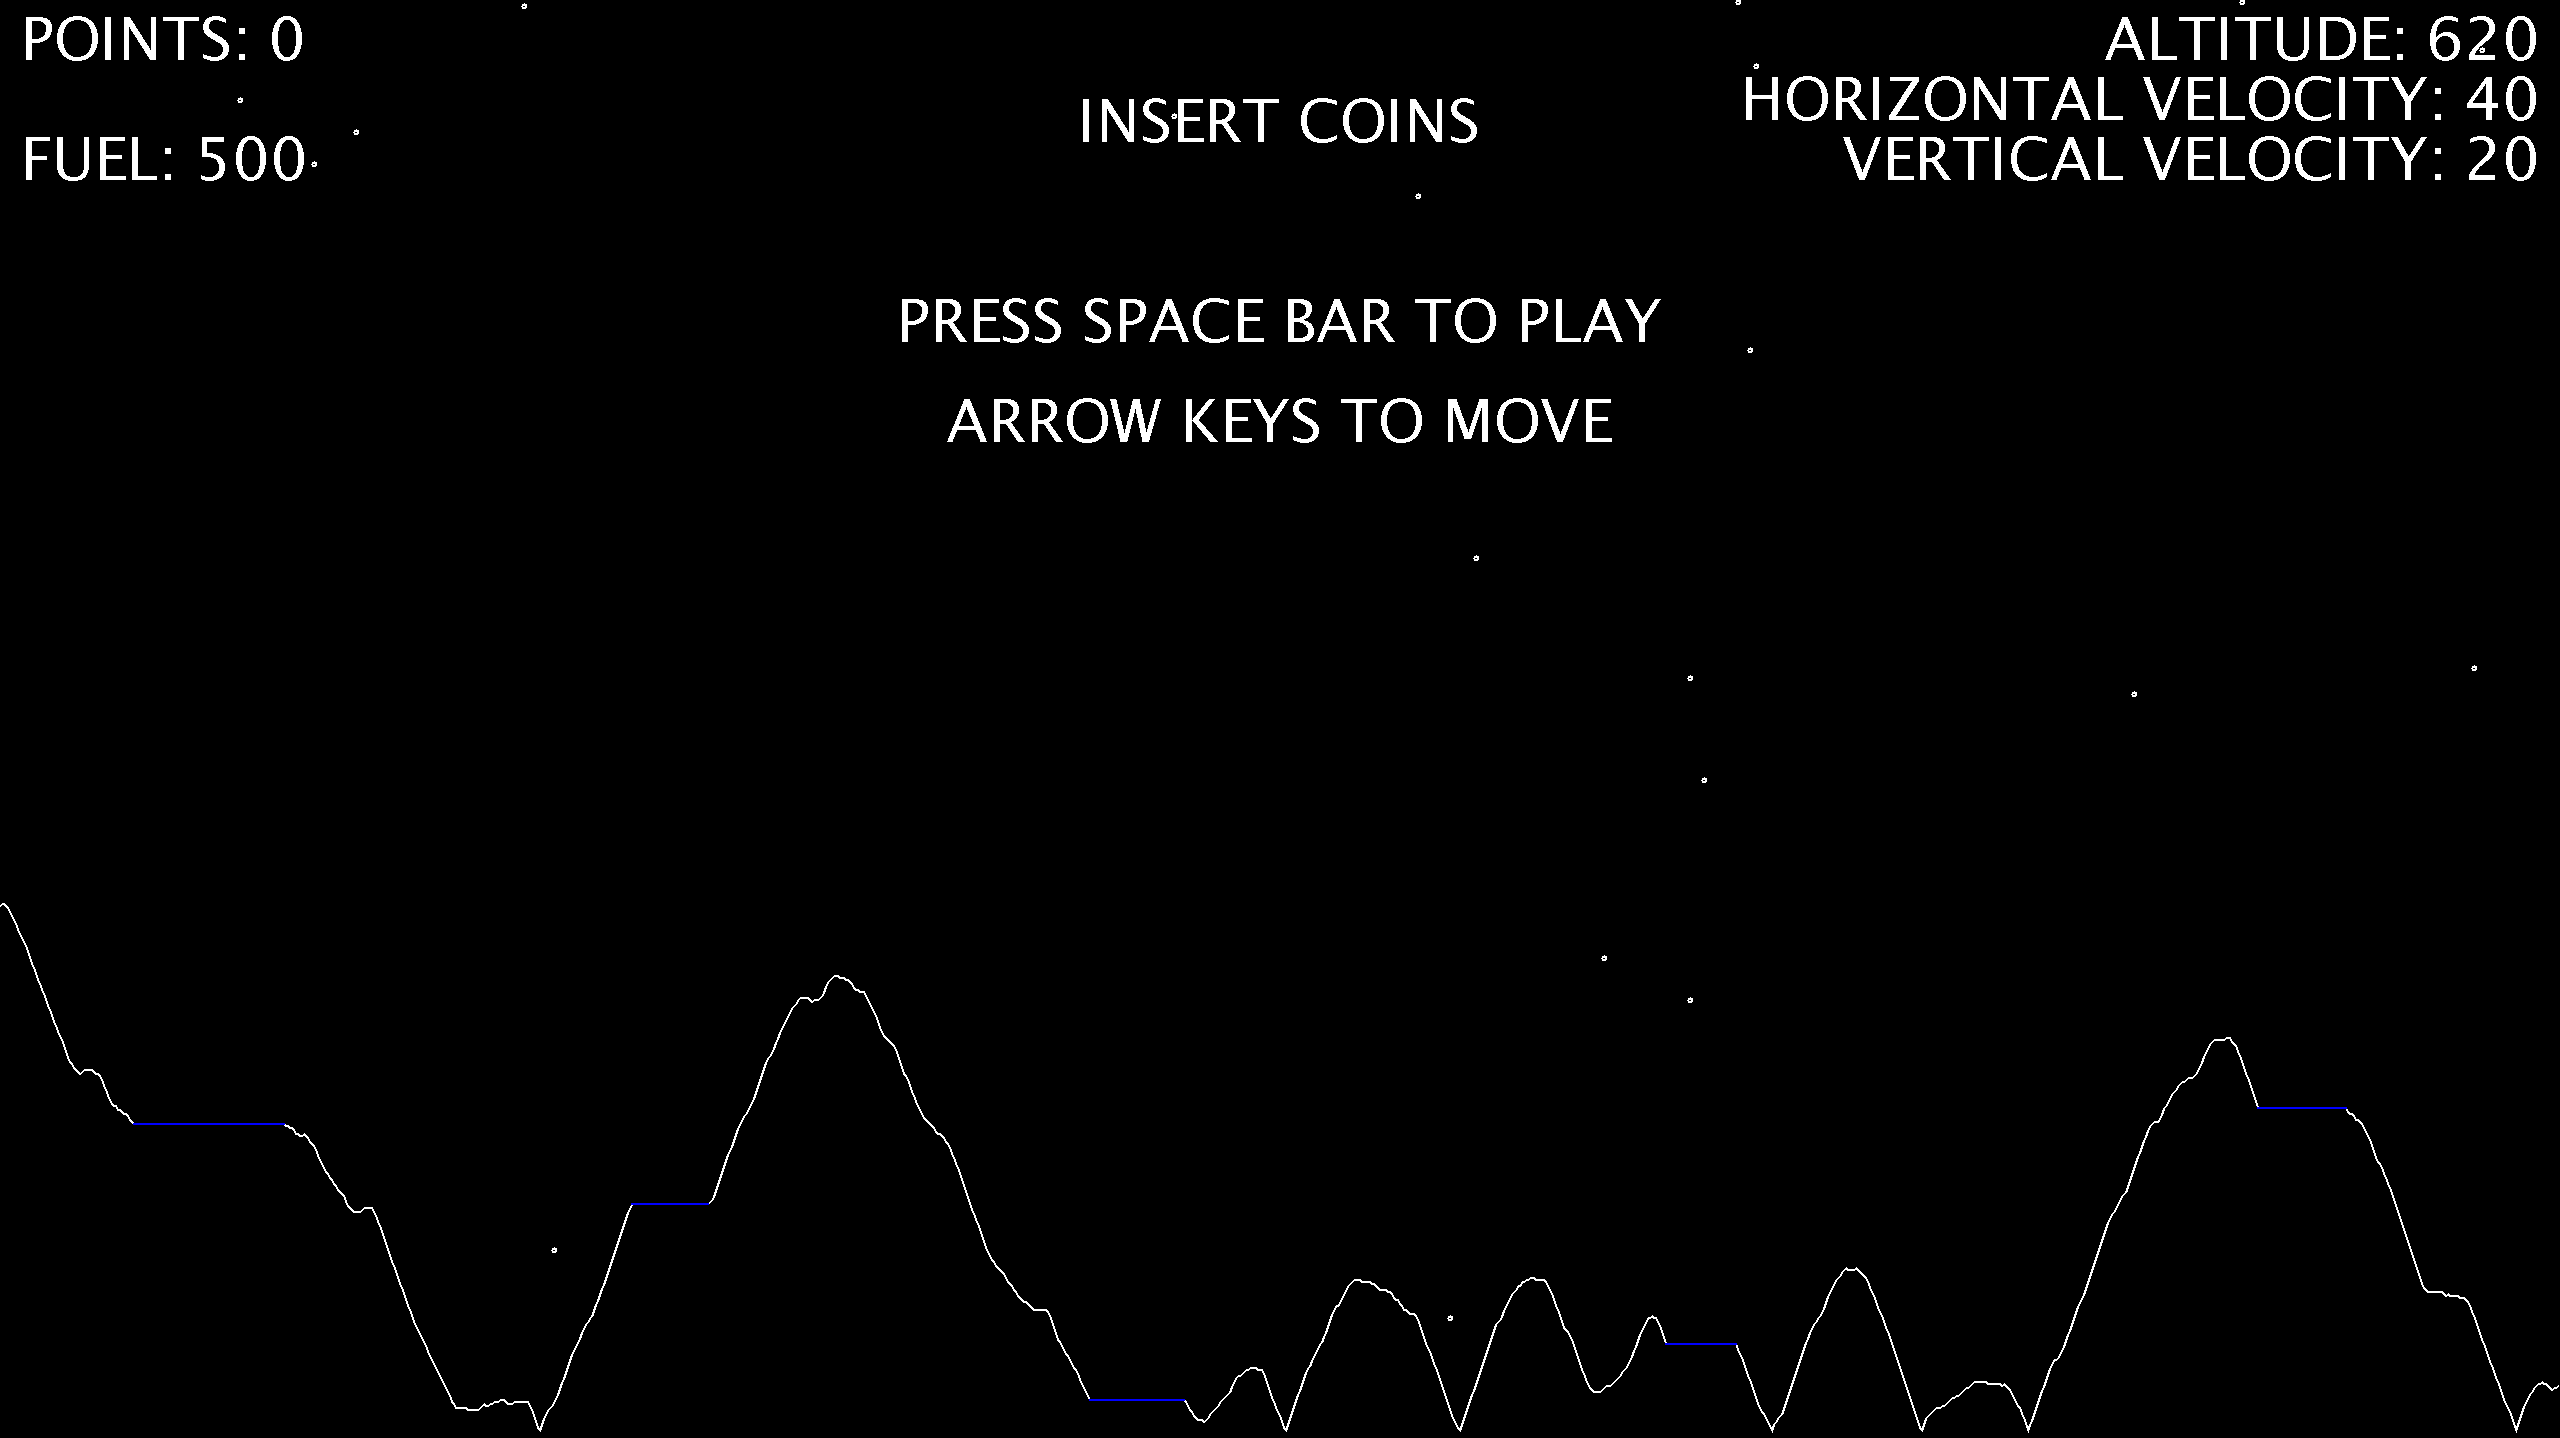 POINTS: 0
FUEL: 500
INSERT COINS
PRESS SPACE BAR TO PLAY
ARROW KEYS TO MOVE
ALTITUDE: 620
HORIZONTAL VELOCITY: 40
VERTICAL VELOCITY: 20